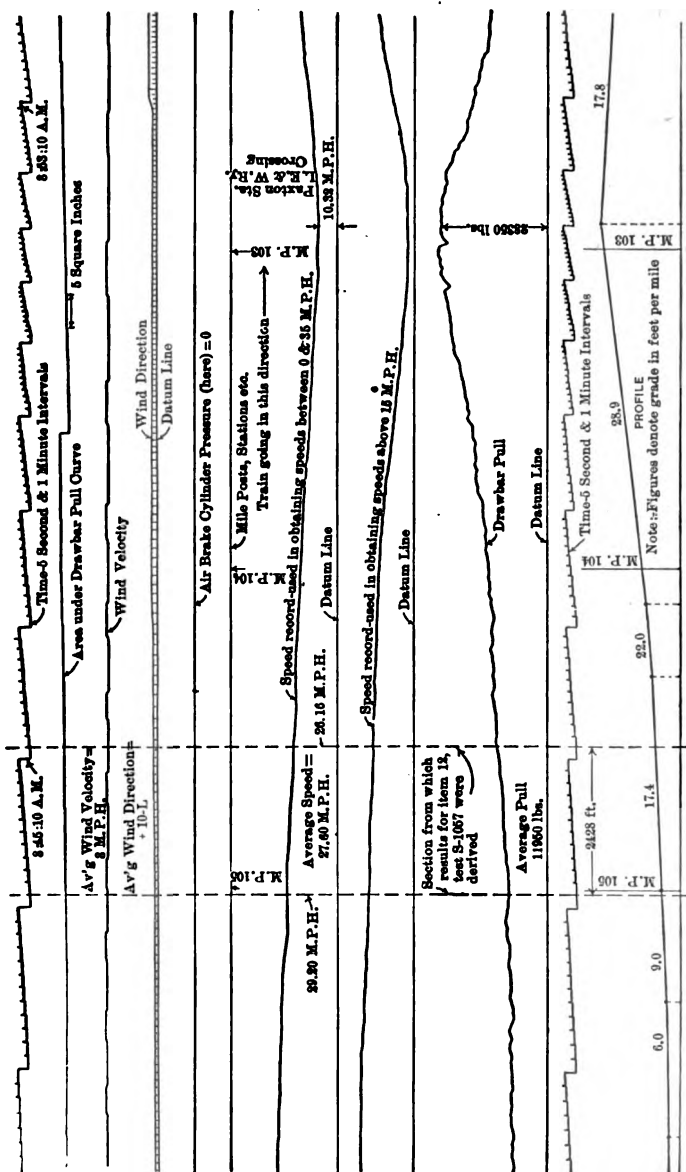 8:45:10 A.M.
Time-5 Second & 1 Minute Intervals
8:53:10 A.M.
Area under Drawbar Pull Curve
5 Square Inches
Av'g Wind Velocity=
8 M.P.H.
Wind Velocity
Av'g Wind Direction=
+ 10-L
Wind Direction
Datum Line
Air Brake Cylinder Pressure (here) = 0
M.P. 105
M.P. 104
Mile Posts, Stations etc.
Train going in this direction
M.P. 103
Paxton Sta.
L.E. & W. Ry.
Crossing
Speed record-used in obtaining speeds between 0 & 35 M.P.H.
29.20 M.P.H.
Average Speed=
27.60 M.P.H.
26.16 M.P.H.
Datum Line
10.32 M.P.H.
Speed record-used in obtaining speeds above 15 M.P.H.
Datum Line
Section from which
results for item 12,
test S-1057 were
derived
Drawbar Pull
28350 lbs.
Average Pull
11950 lbs.
Datum Line
Time-5 Second & 1 Minute Intervals
2428 ft.
M.P. 105
M.P. 104
M.P. 103
6.0
9.0
17.4
22.0
28.9
17.8
PROFILE
Note:-Figures denote grade in feet per mile